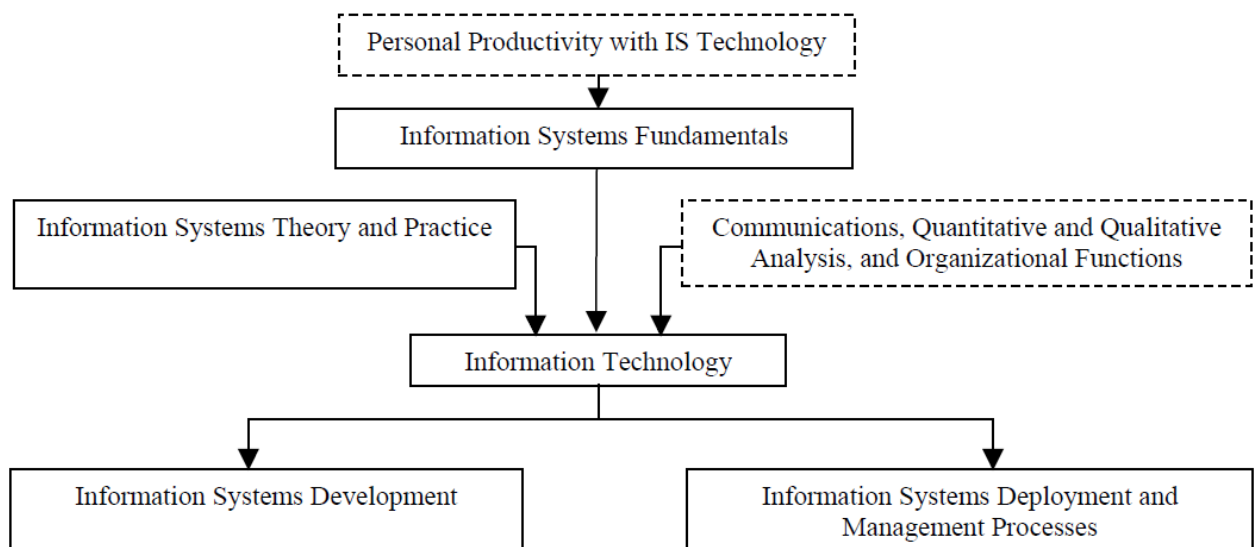 Personal Productivity with IS Technology
Information Systems Fundamentals
Information Systems Theory and Practice
Communications, Quantitative and Qualitative
Analysis, and Organizational Functions
Information Technology
Information Systems Development
Information Systems Deployment and
Management Processes